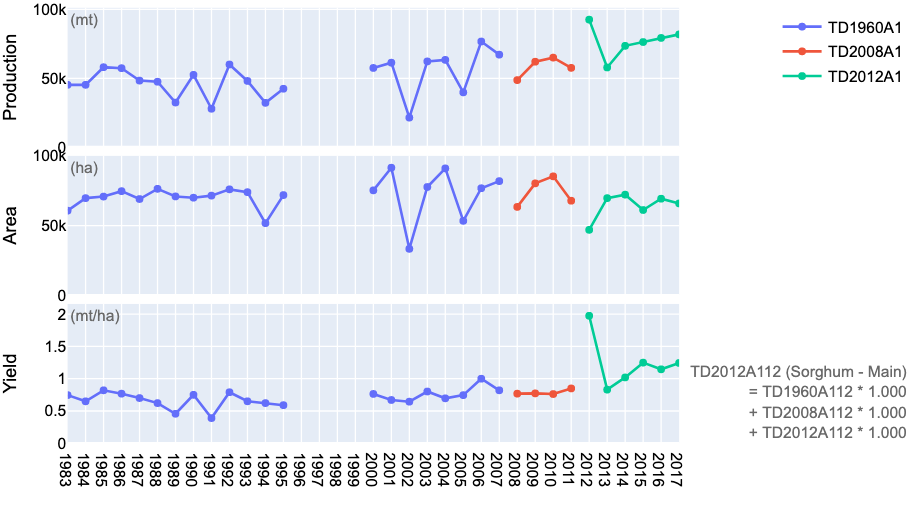 Production
100k
50k
0
(mt)
TD1960A1
TD2008A1
TD2012A1
Area
100k
50k
0
(ha)
Yield
2
1.5
1
0.5
0
(mt/ha)
TD2012A112 (Sorghum - Main)
= TD1960A112 * 1.000
+ TD2008A112 * 1.000
+ TD2012A112 * 1.000
1983
1984
1985
1986
1987
1988
1989
1990
1991
1992
1993
1994
1995
1996
1997
1998
1999
2000
2001
2002
2003
2004
2005
2006
2007
2008
2009
2010
2011
2012
2013
2014
2015
2016
2017